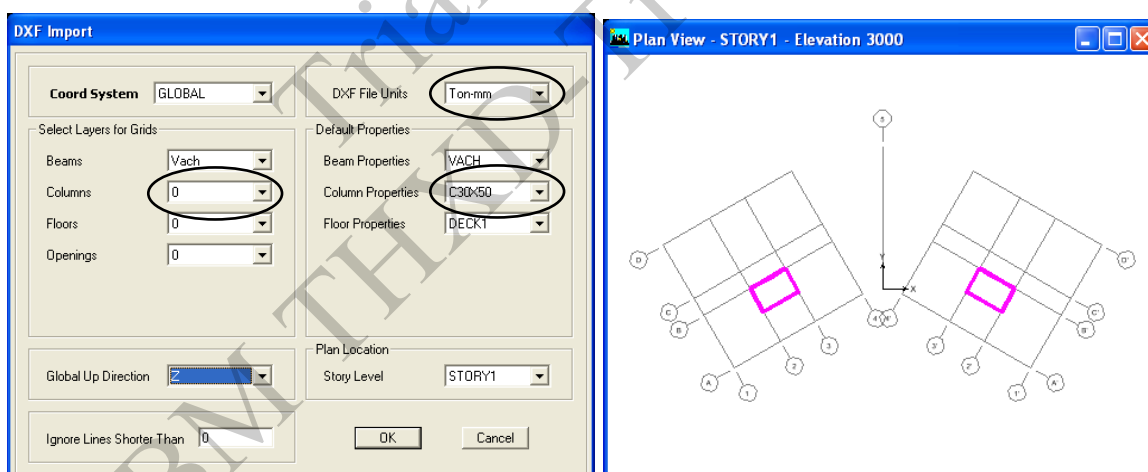 DXF Import
Coord System GLOBAL
DXF File Units Ton-mm
Select Layers for Grids
Beams Vach
Columns 0
Floors 0
Openings 0
Default Properties
Beam Properties VACH
Column Properties C30X50
Floor Properties DECK1
Global Up Direction Z
Plan Location
Story Level STORY1
Ignore Lines Shorter Than 0
OK Cancel
Plan View - STORY1 - Elevation 3000
5
D D'
Y
X
C C'
B B'
4 4'
3 3'
2 2'
A A'
1 1'
BM THXD